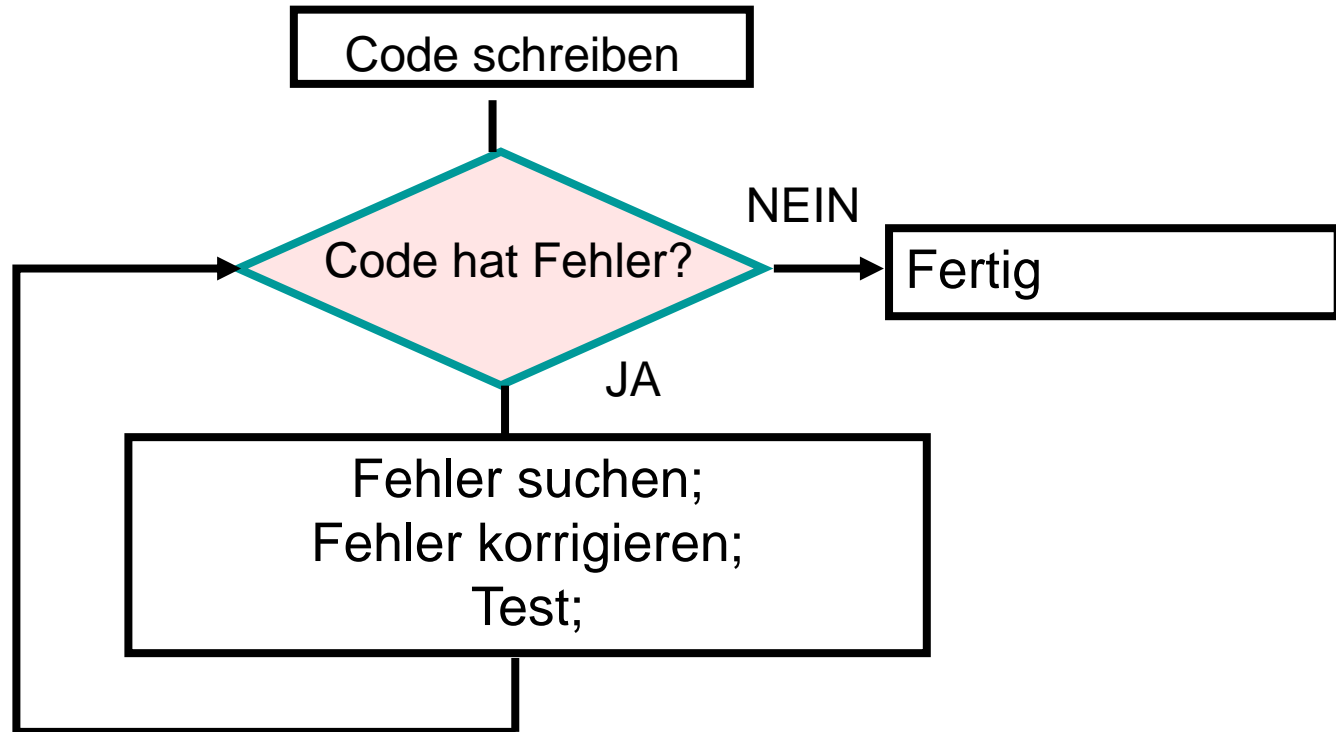 Code schreiben
NEIN
Code hat Fehler?
Fertig
JA
Fehler suchen;
Fehler korrigieren;
Test;